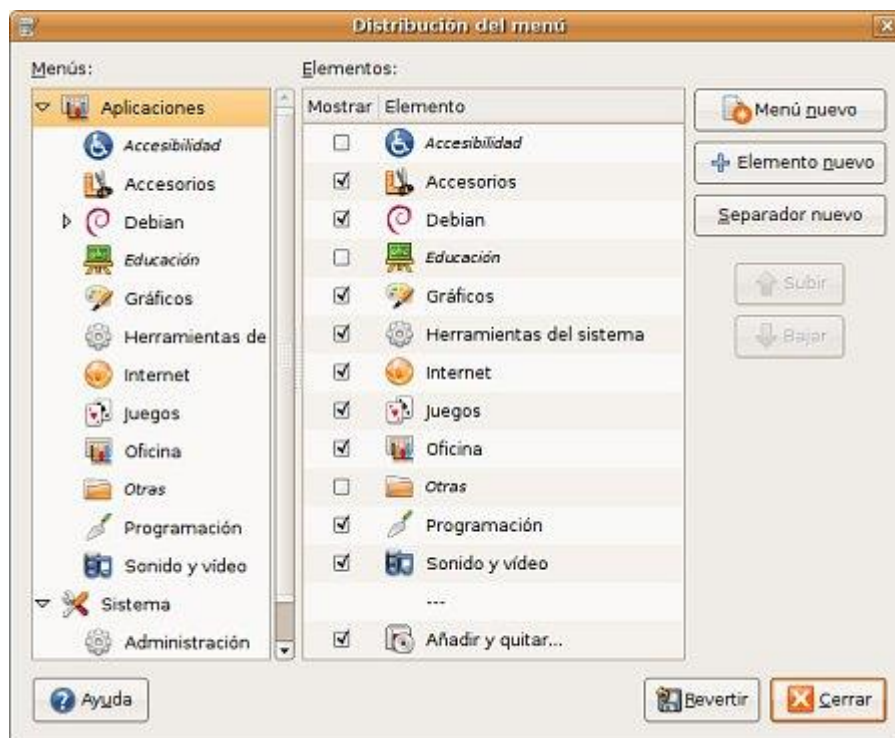 Distribución del menú
Menús:
Aplicaciones
Accesibilidad
Accesorios
Debian
Educación
Gráficos
Herramientas de
Internet
Juegos
Oficina
Otras
Programación
Sonido y vídeo
Sistema
Administración
Elementos:
Mostrar Elemento
Accesibilidad
Accesorios
Debian
Educación
Gráficos
Herramientas del sistema
Internet
Juegos
Oficina
Otras
Programación
Sonido y vídeo
---
Añadir y quitar...
Menú nuevo
Elemento nuevo
Separador nuevo
Subir
Bajar
Ayuda
Revertir
Cerrar